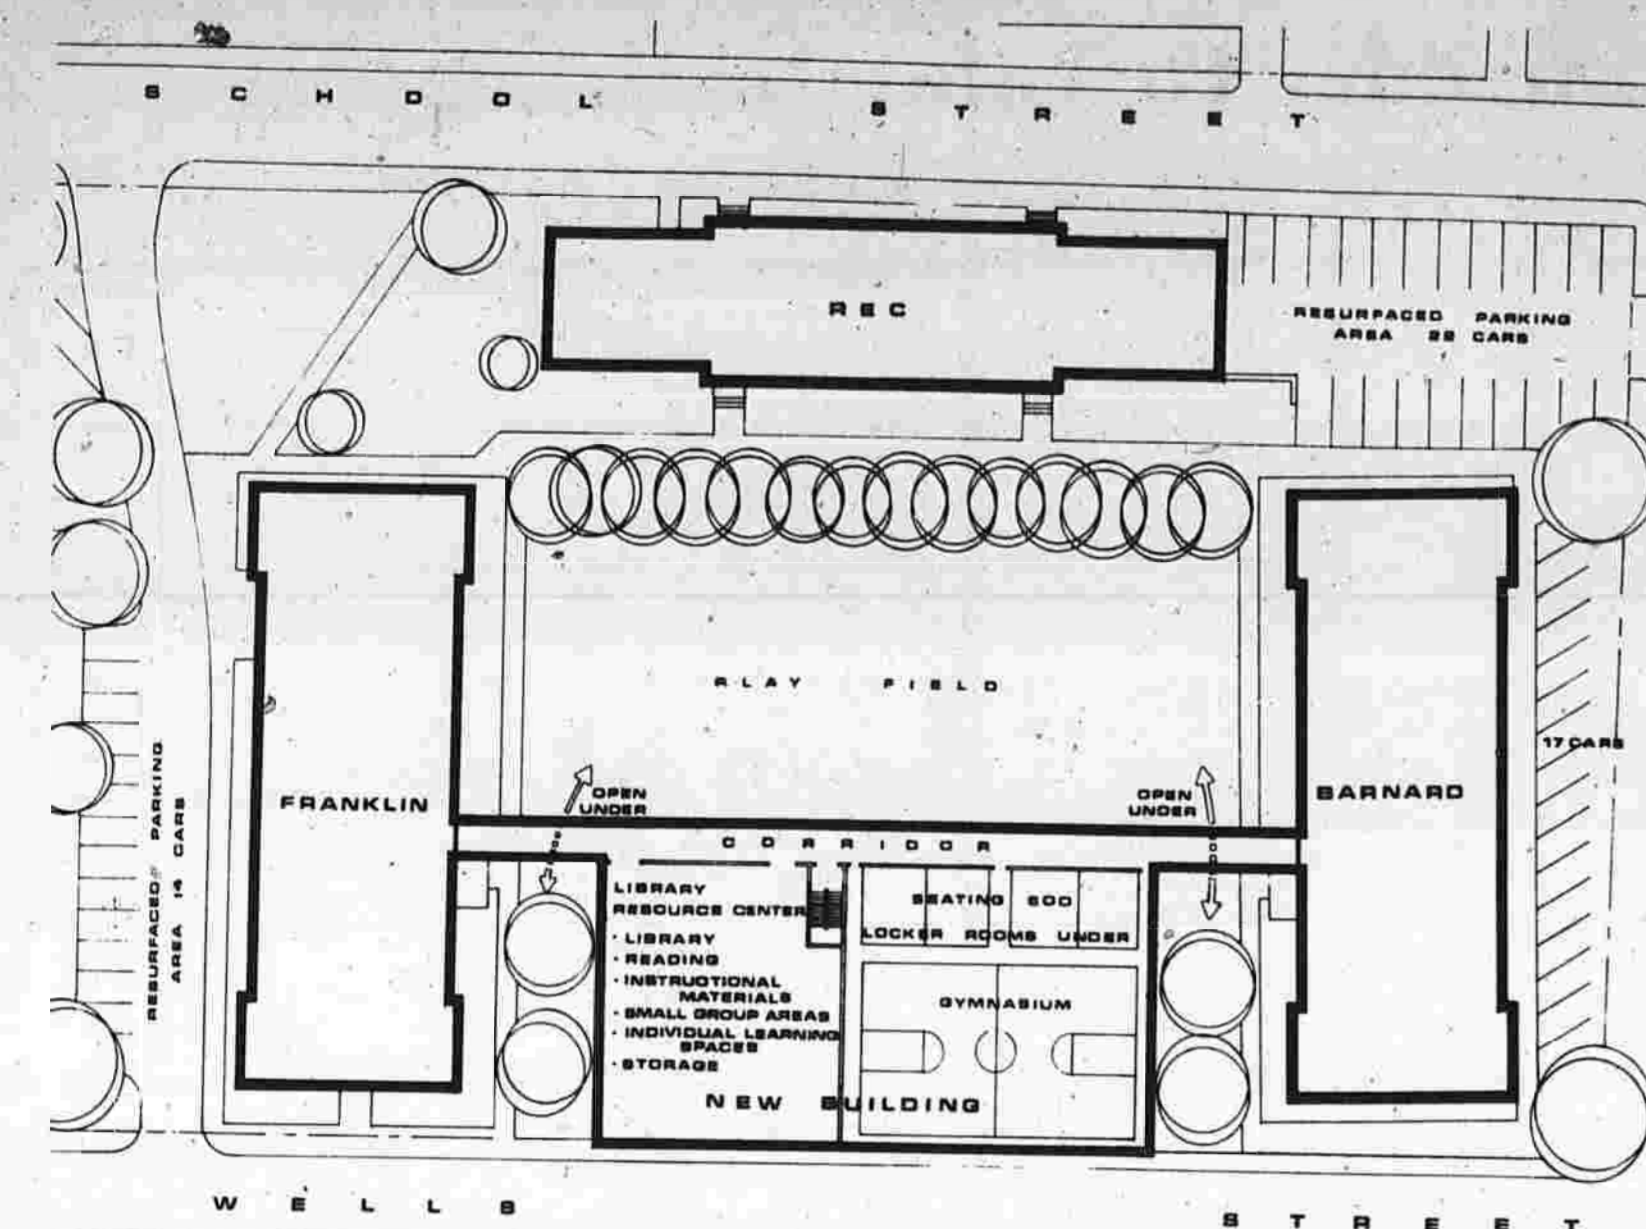 SCHOOL STREET
REC
RESURFACED PARKING
AREA 29 CARS
PLAY FIELD
17 CARS
FRANKLIN
BARNARD
OPEN
UNDER
OPEN
UNDER
RESURFACED PARKING
AREA 14 CARS
CORRIDOR
LIBRARY
RESOURCE CENTER
· LIBRARY
· READING
· INSTRUCTIONAL
MATERIALS
· SMALL GROUP AREAS
· INDIVIDUAL LEARNING
SPACES
· STORAGE
SEATING 600
LOCKER ROOMS UNDER
GYMNASIUM
NEW BUILDING
WELLS STREET